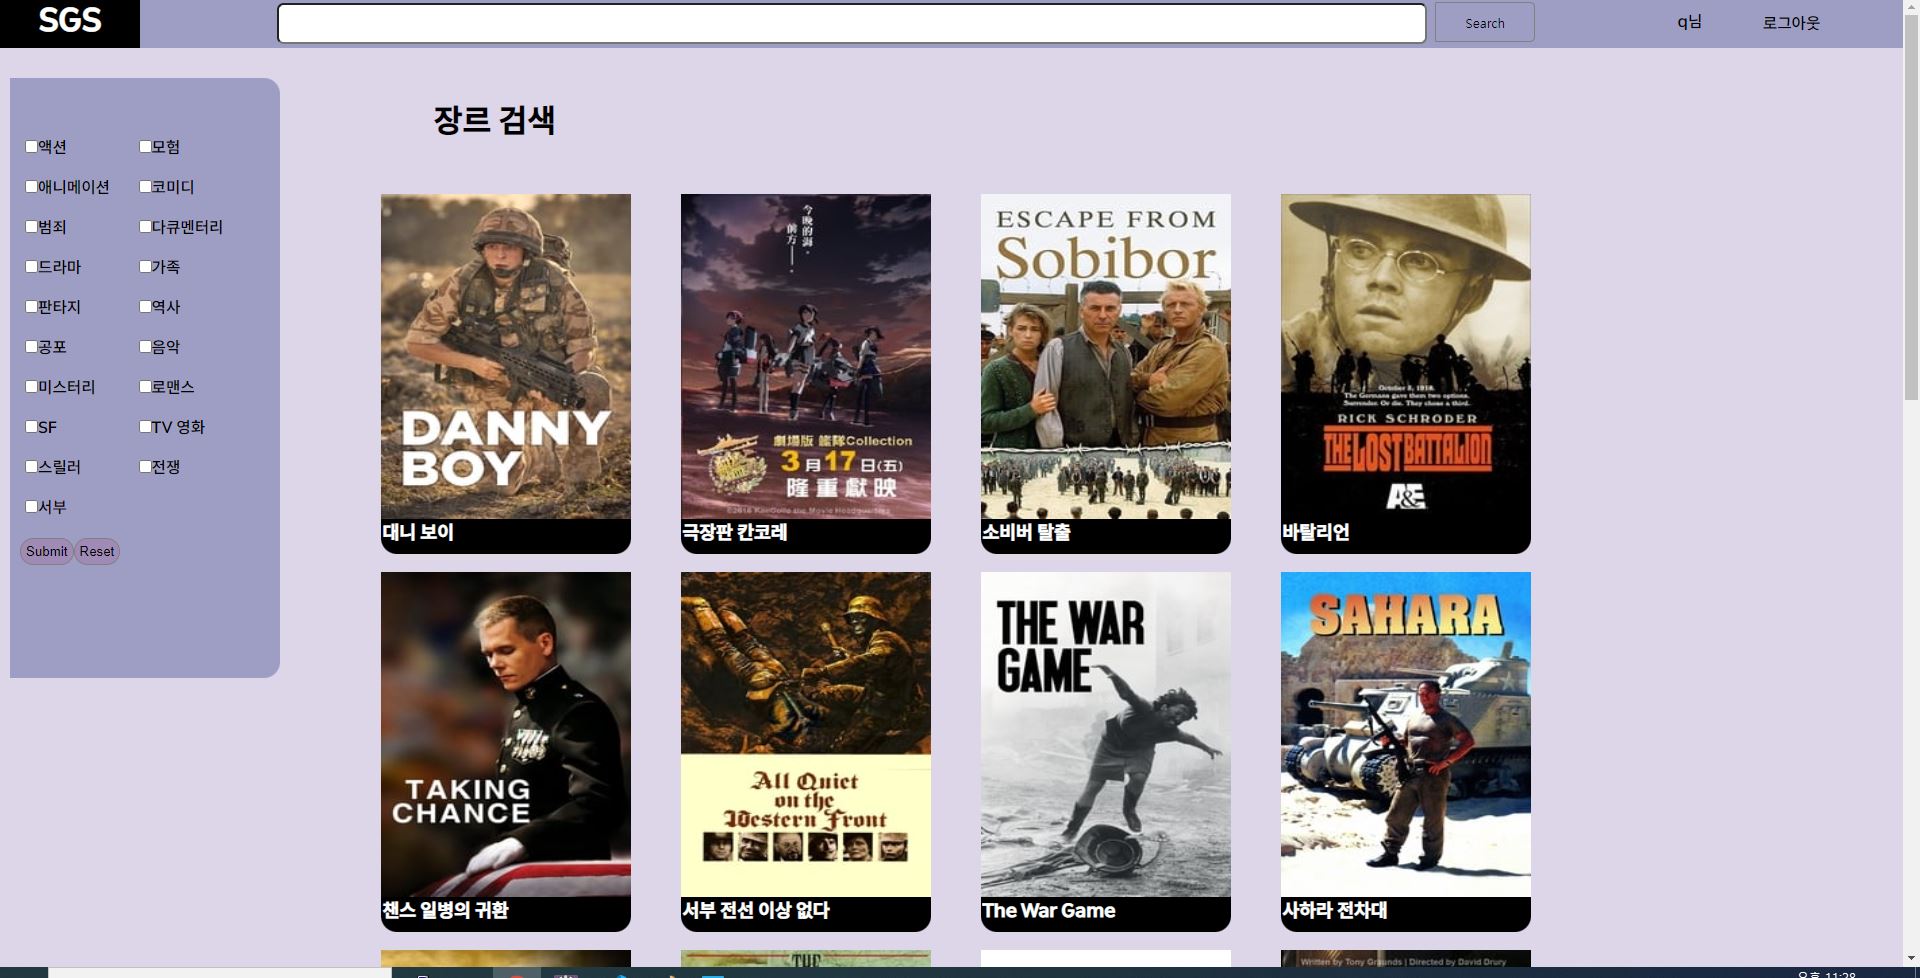 SGS
Search
q님
로그아웃
장르 검색
액션
모험
애니메이션
코미디
범죄
다큐멘터리
드라마
가족
판타지
역사
공포
음악
미스터리
로맨스
SF
TV 영화
스릴러
전쟁
서부
Submit
Reset
DANNY
BOY
대니 보이
今晚的海。
前方——。
劇場版 艦隊Collection
3月17日(五)
隆重獻映
극장판 칸코레
ESCAPE FROM
Sobibor
소비버 탈출
October 2, 1918.
The Germans gave them two options.
Surrender. Or die. They chose a third.
RICK SCHRODER
THE LOST BATTALION
A&E
바탈리언
TAKING
CHANCE
챈스 일병의 귀환
All Quiet
on the
Western Front
서부 전선 이상 없다
THE WAR
GAME
The War Game
SAHARA
사하라 전차대
THE
Written by Tony Grounds | Directed by David Drury
오후 11:28